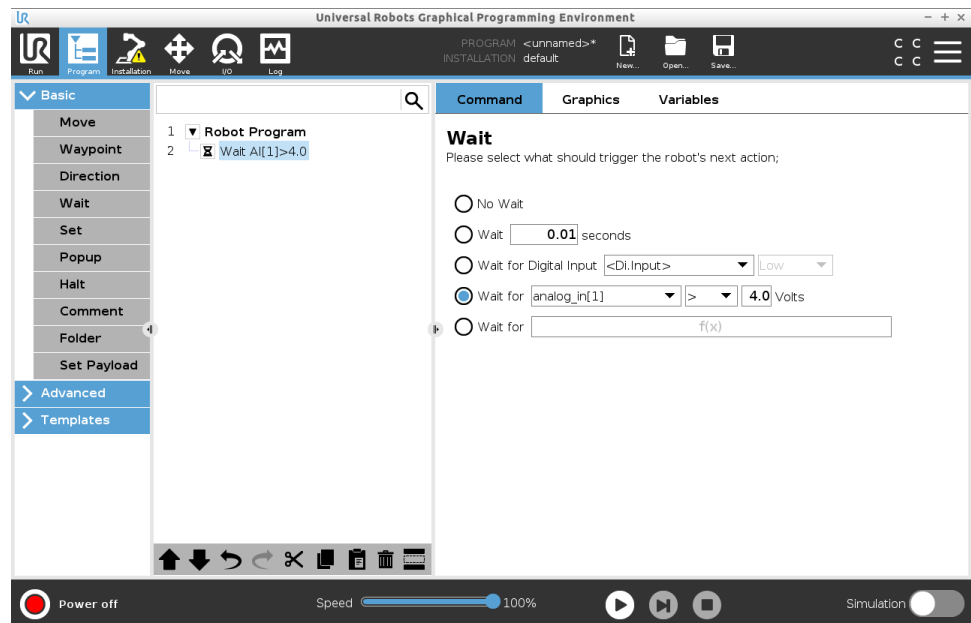 UR
Universal Robots Graphical Programming Environment
UR
Run
Program
Installation
Move
I/O
Log
PROGRAM <unnamed>*
INSTALLATION default
New...
Open...
Save...
C C
C C
Basic
Move
Waypoint
Direction
Wait
Set
Popup
Halt
Comment
Folder
Set Payload
Advanced
Templates
1 Robot Program
2 Wait AI[1]>4.0
Command Graphics Variables
Wait
Please select what should trigger the robot's next action;
No Wait
Wait 0.01 seconds
Wait for Digital Input <Di.Input> Low
Wait for analog_in[1] > 4.0 Volts
Wait for f(x)
Power off
Speed 100%
Simulation